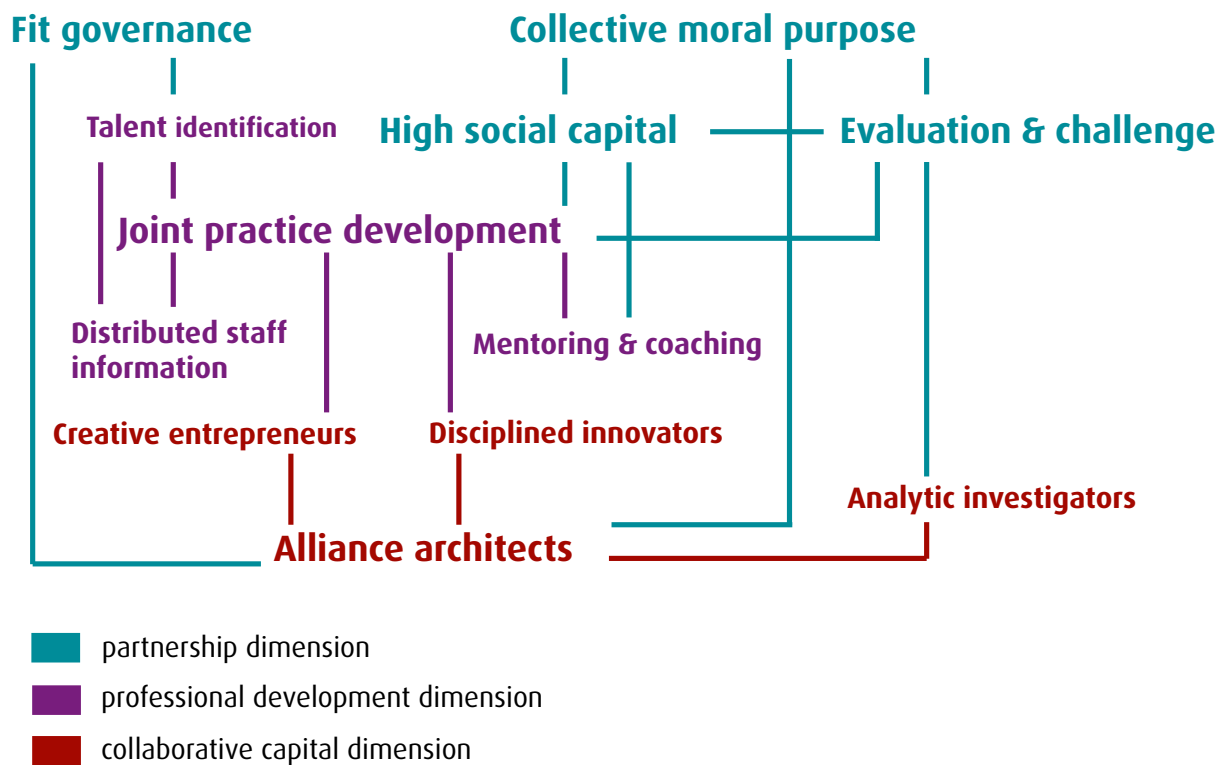 Fit governance
Collective moral purpose
Talent identification
High social capital
Evaluation & challenge
Joint practice development
Distributed staff
information
Mentoring & coaching
Creative entrepreneurs
Disciplined innovators
Analytic investigators
Alliance architects
partnership dimension
professional development dimension
collaborative capital dimension